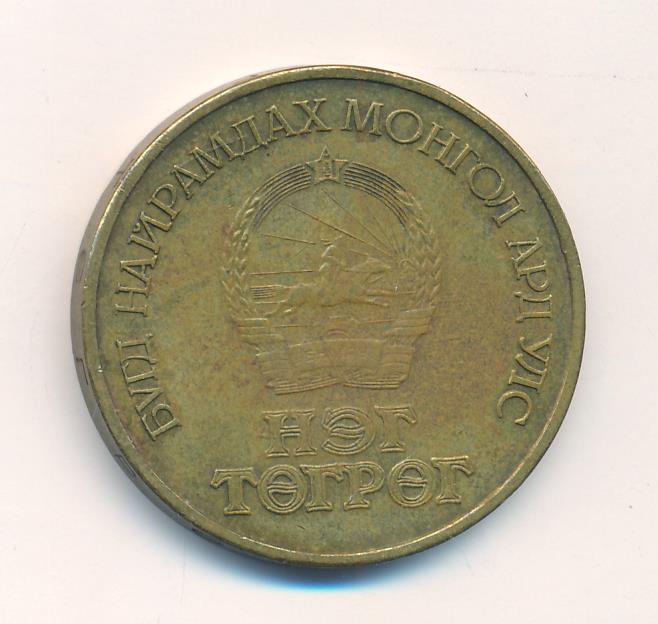 БҮГД НАЙРАМДАХ МОНГОЛ АРД УЛС
НЭГ
ТӨГРӨГ